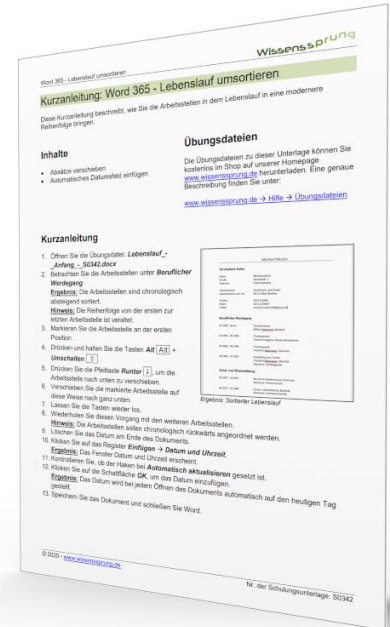 Word 365 - Lebenslauf umsortieren
Wissenssprung
Kurzanleitung: Word 365 - Lebenslauf umsortieren
Diese Kurzanleitung beschreibt, wie Sie die Arbeitsstellen in dem Lebenslauf in eine modernere
Reihenfolge bringen.
Inhalte
• Absätze verschieben
• Automatisches Datumsfeld einfügen
Übungsdateien
Die Übungsdateien zu dieser Unterlage können Sie
kostenlos im Shop auf unserer Homepage
www.wissenssprung.de herunterladen. Eine genaue
Beschreibung finden Sie unter:
www.wissenssprung.de → Hilfe → Übungsdateien
Kurzanleitung
1. Öffnen Sie die Übungsdatei: Lebenslauf_-
_Anfang_-_S0342.docx
2. Betrachten Sie die Arbeitsstellen unter Beruflicher
Werdegang.
Ergebnis: Die Arbeitsstellen sind chronologisch
absteigend sortiert.
Hinweis: Die Reihenfolge von der ersten zur
letzten Arbeitsstelle ist veraltet.
3. Markieren Sie die Arbeitsstelle an der ersten
Position.
4. Drücken und halten Sie die Tasten Alt Alt +
Umschalten ⇧.
5. Drücken Sie die Pfeiltaste Runter ↓, um die
Arbeitsstelle nach unten zu verschieben.
6. Verschieben Sie die markierte Arbeitsstelle auf
diese Weise nach ganz unten.
7. Lassen Sie die Tasten wieder los.
8. Wiederholen Sie diesen Vorgang mit den weiteren Arbeitsstellen.
Hinweis: Die Arbeitsstellen sollen chronologisch rückwärts angeordnet werden.
9. Löschen Sie das Datum am Ende des Dokuments.
10. Klicken Sie auf das Register Einfügen → Datum und Uhrzeit.
Ergebnis: Das Fenster Datum und Uhrzeit erscheint.
11. Kontrollieren Sie, ob der Haken bei Automatisch aktualisieren gesetzt ist.
12. Klicken Sie auf die Schaltfläche OK, um das Datum einzufügen.
Ergebnis: Das Datum wird bei jedem Öffnen des Dokuments automatisch auf den heutigen Tag
gestellt.
13. Speichern Sie das Dokument und schließen Sie Word.
Ergebnis: Sortierter Lebenslauf
© 2020 - www.wissenssprung.de
Nr. der Schulungsunterlage: S0342